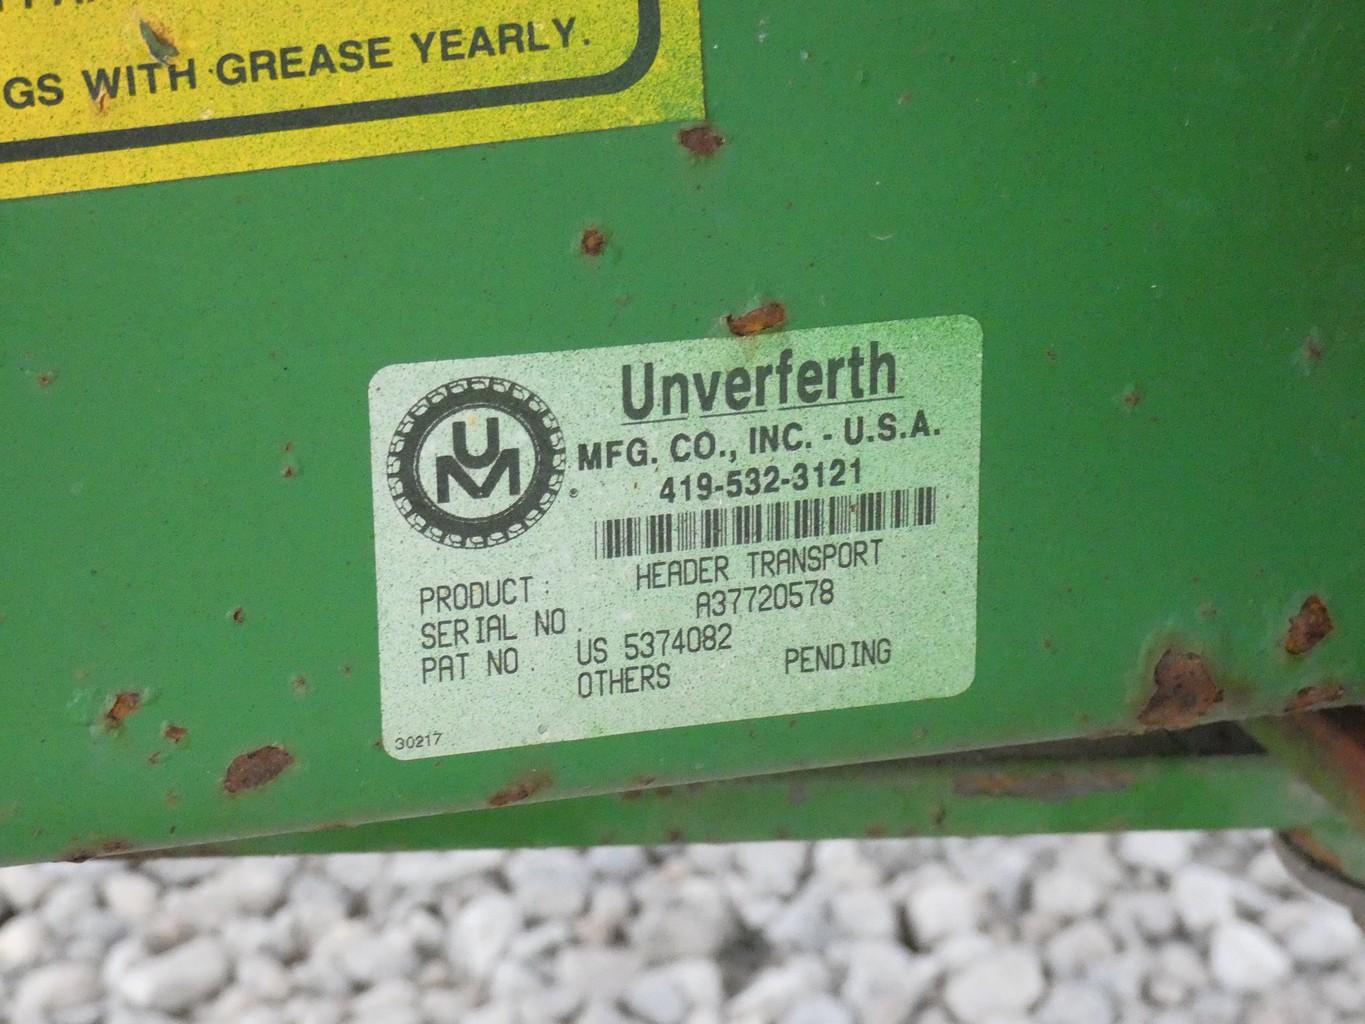 GS WITH GREASE YEARLY.
Unverferth
MFG. CO., INC. - U.S.A.
419-532-3121
UM
PRODUCT: HEADER TRANSPORT
SERIAL NO. A37720578
PAT NO. US 5374082
OTHERS PENDING
30217